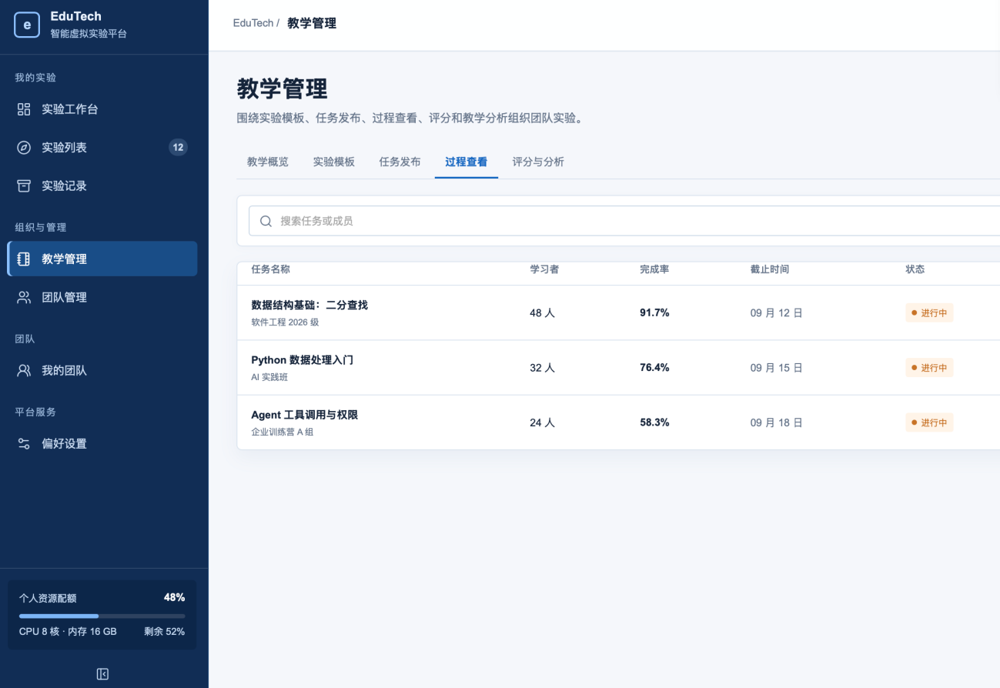 e
EduTech
智能虚拟实验平台
我的实验
实验工作台
实验列表 12
实验记录
组织与管理
教学管理
团队管理
团队
我的团队
平台服务
偏好设置
个人资源配额 48%
CPU 8 核 · 内存 16 GB 剩余 52%
EduTech / 教学管理
教学管理
围绕实验模板、任务发布、过程查看、评分和教学分析组织团队实验。
教学概览 实验模板 任务发布 过程查看 评分与分析
搜索任务或成员
任务名称 学习者 完成率 截止时间 状态
数据结构基础：二分查找
软件工程 2026 级
48 人 91.7% 09 月 12 日 进行中
Python 数据处理入门
AI 实践班
32 人 76.4% 09 月 15 日 进行中
Agent 工具调用与权限
企业训练营 A 组
24 人 58.3% 09 月 18 日 进行中